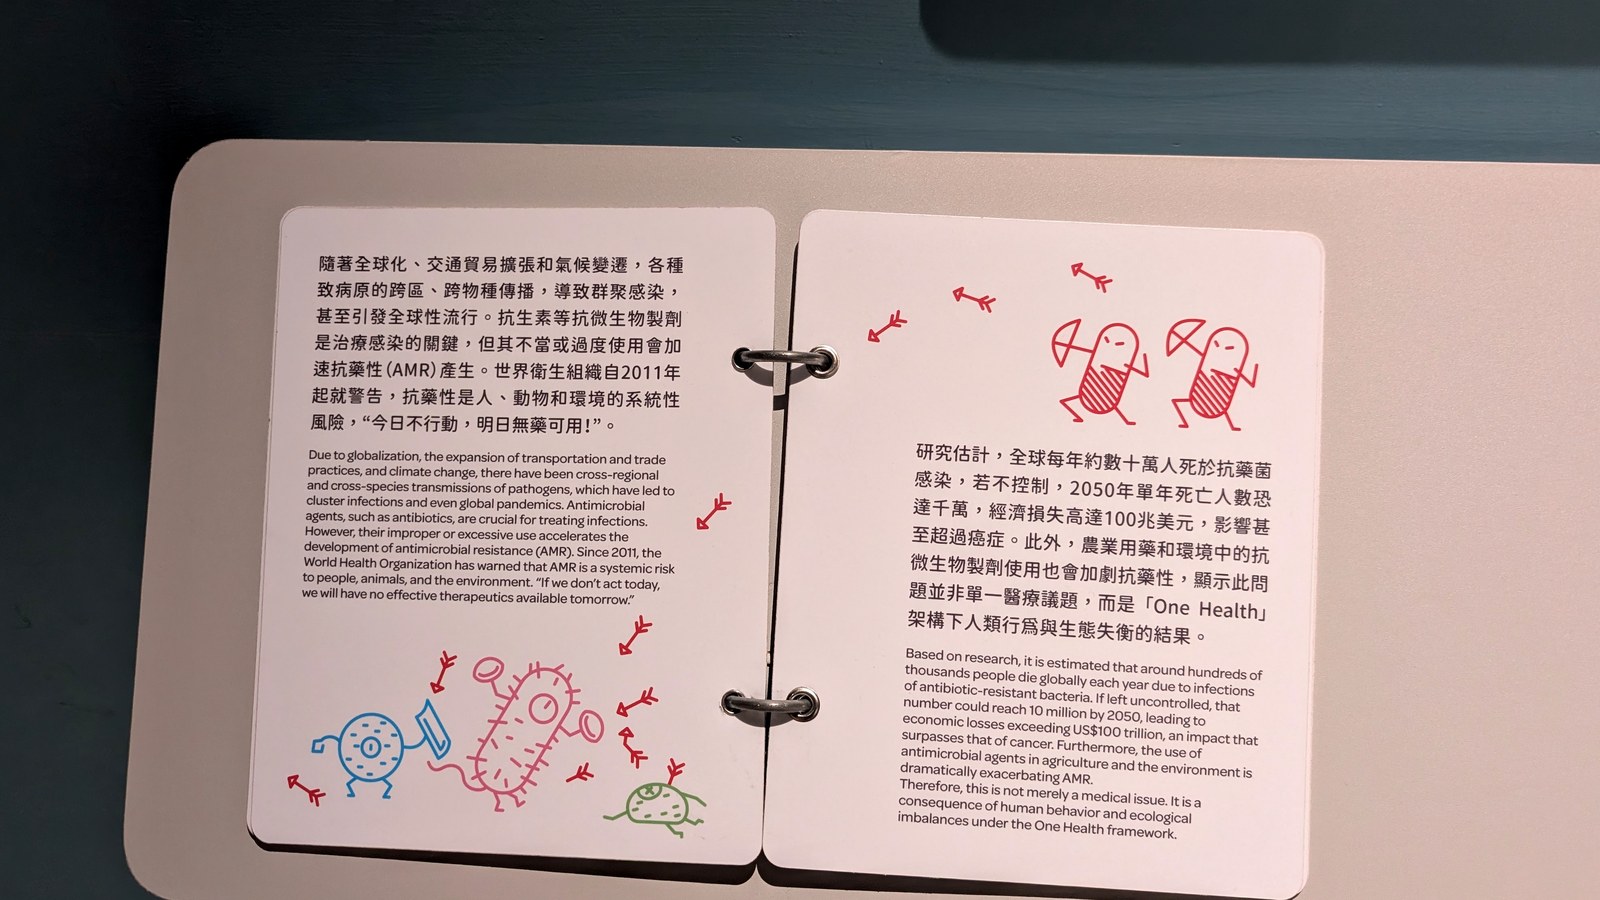 隨著全球化、交通貿易擴張和氣候變遷，各種
致病原的跨區、跨物種傳播，導致群聚感染，
甚至引發全球性流行。抗生素等抗微生物製劑
是治療感染的關鍵，但其不當或過度使用會加
速抗藥性(AMR)產生。世界衛生組織自2011年
起就警告，抗藥性是人、動物和環境的系統性
風險，“今日不行動，明日無藥可用!”。
Due to globalization, the expansion of transportation and trade
practices, and climate change, there have been cross-regional
and cross-species transmissions of pathogens, which have led to
cluster infections and even global pandemics. Antimicrobial
agents, such as antibiotics, are crucial for treating infections.
However, their improper or excessive use accelerates the
development of antimicrobial resistance (AMR). Since 2011, the
World Health Organization has warned that AMR is a systemic risk
to people, animals, and the environment. “If we don’t act today,
we will have no effective therapeutics available tomorrow.”
研究估計，全球每年約數十萬人死於抗藥菌
感染，若不控制，2050年單年死亡人數恐
達千萬，經濟損失高達100兆美元，影響甚
至超過癌症。此外，農業用藥和環境中的抗
微生物製劑使用也會加劇抗藥性，顯示此問
題並非單一醫療議題，而是「One Health」
架構下人類行為與生態失衡的結果。
Based on research, it is estimated that around hundreds of
thousands people die globally each year due to infections
of antibiotic-resistant bacteria. If left uncontrolled, that
number could reach 10 million by 2050, leading to
economic losses exceeding US$100 trillion, an impact that
surpasses that of cancer. Furthermore, the use of
antimicrobial agents in agriculture and the environment is
dramatically exacerbating AMR.
Therefore, this is not merely a medical issue. It is a
consequence of human behavior and ecological
imbalances under the One Health framework.